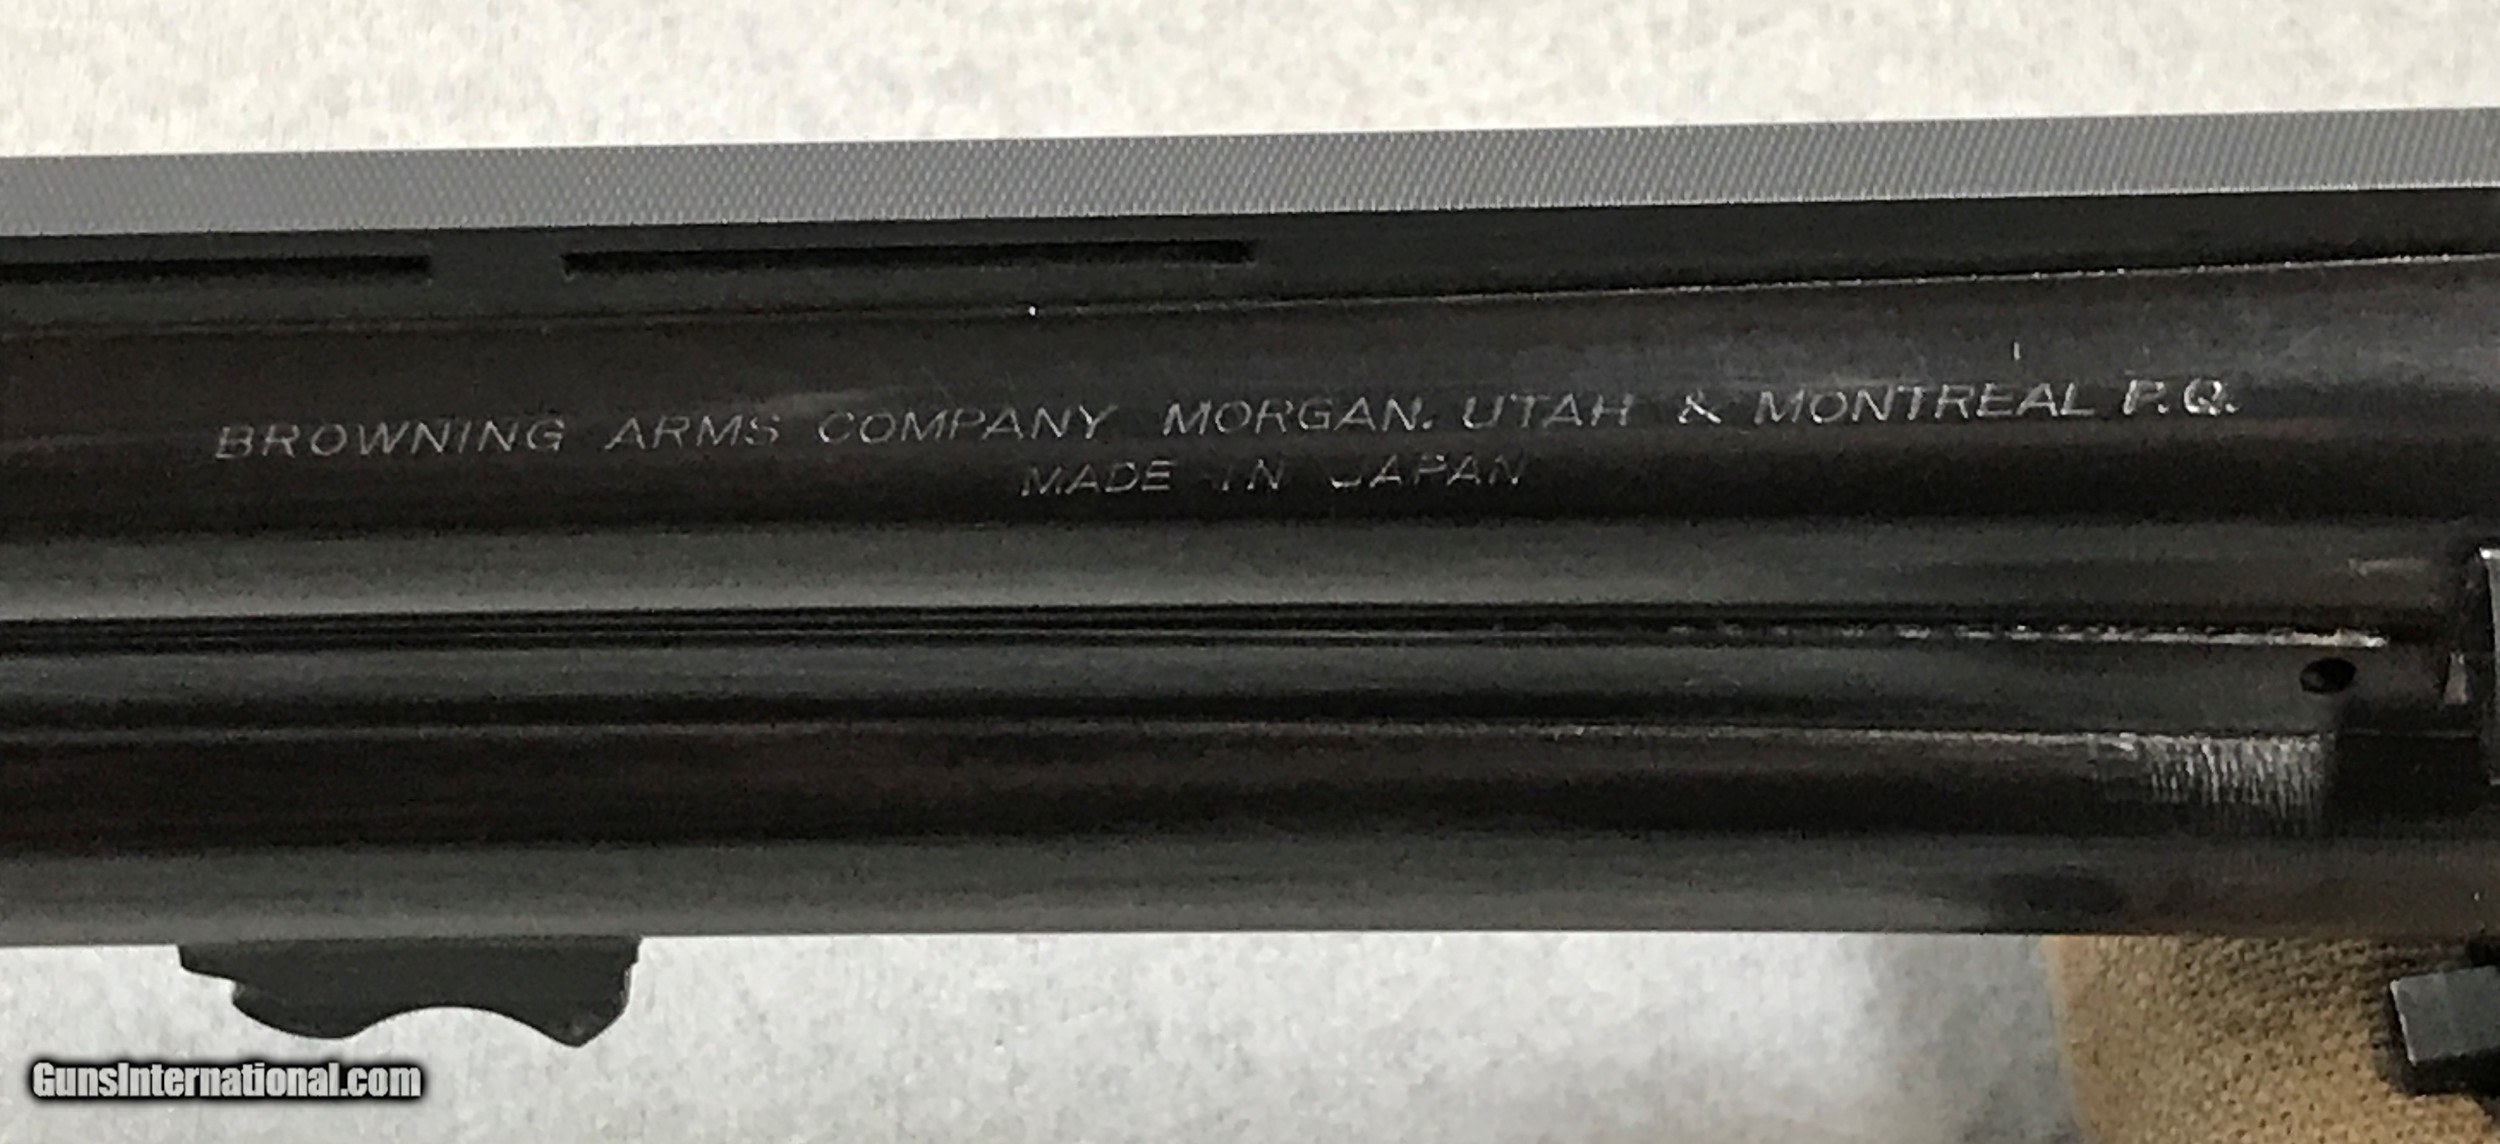 BROWNING ARMS COMPANY MORGAN, UTAH & MONTREAL P.Q.
MADE IN JAPAN
GunsInternational.com